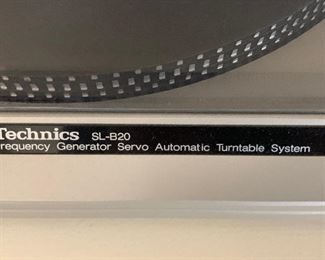 Technics SL-B20
requency Generator Servo Automatic Turntable System